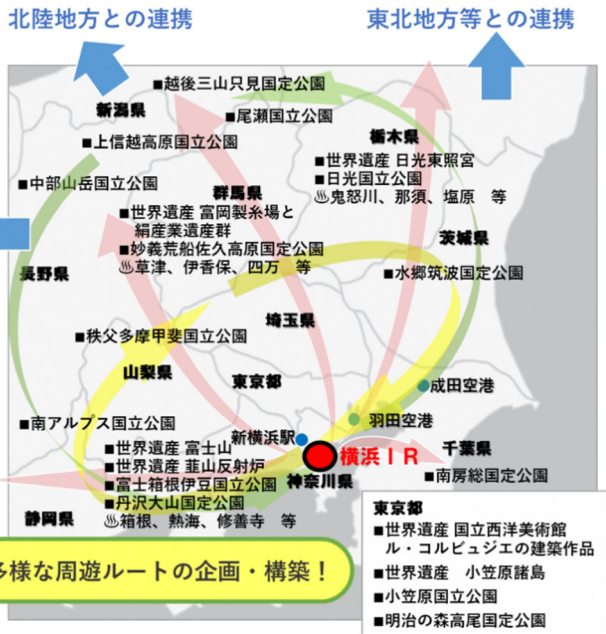 北陸地方との連携
東北地方等との連携
■越後三山只見国定公園
新潟県
■尾瀬国立公園
■上信越高原国立公園
栃木県
■世界遺産 日光東照宮
■日光国立公園
♨鬼怒川、那須、塩原 等
■中部山岳国立公園
群馬県
■世界遺産 富岡製糸場と
絹産業遺産群
■妙義荒船佐久高原国定公園
♨草津、伊香保、四万 等
茨城県
■水郷筑波国定公園
長野県
埼玉県
■秩父多摩甲斐国立公園
山梨県
東京都
成田空港
羽田空港
■南アルプス国立公園
新横浜駅
横浜ＩＲ
■世界遺産 富士山
■世界遺産 韮山反射炉
■富士箱根伊豆国立公園
■丹沢大山国定公園
♨箱根、熱海、修善寺 等
神奈川県
千葉県
■南房総国定公園
静岡県
多様な周遊ルートの企画・構築！
東京都
■世界遺産 国立西洋美術館
ル・コルビュジエの建築作品
■世界遺産 小笠原諸島
■小笠原国立公園
■明治の森高尾国定公園